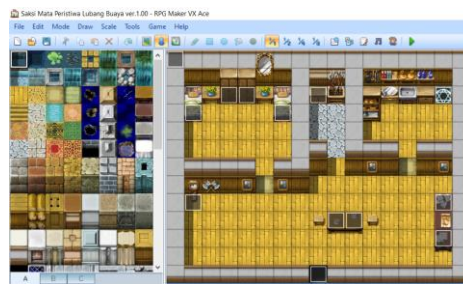 Saksi Mata Peristiwa Lubang Buaya ver.1.00 - RPG Maker VX Ace
File Edit Mode Draw Scale Tools Game Help
A B C